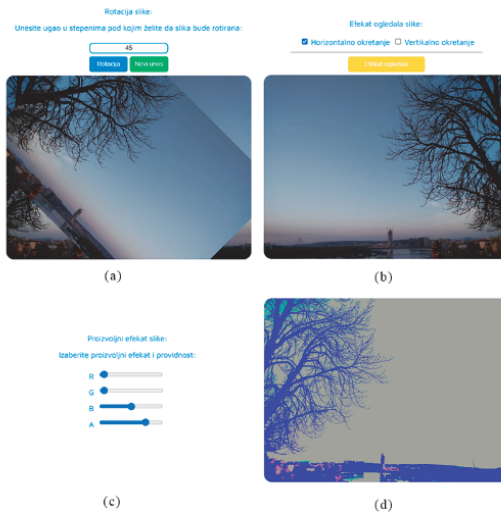 Rotacija slike:
Unesite ugao u stepenima pod kojim želite da slika bude rotirana:
45
Rotacija Novi unos
Efekat ogledala slike:
Horizontalno okretanje Vertikalno okretanje
Efekat ogledala
(a)
(b)
Proizvoljni efekat slike:
Izaberite proizvoljni efekat i providnost:
R
G
B
A
(c)
(d)